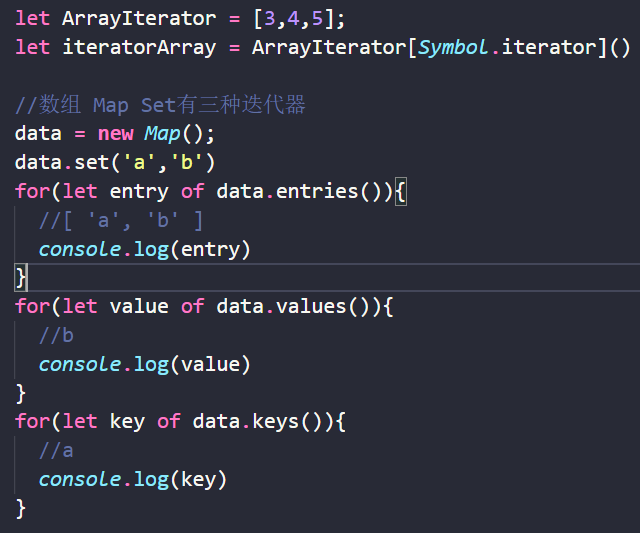 let ArrayIterator = [3,4,5];
let iteratorArray = ArrayIterator[Symbol.iterator]()
//数组 Map Set有三种迭代器
data = new Map();
data.set('a','b')
for(let entry of data.entries()){
//[ 'a', 'b' ]
console.log(entry)
}
for(let value of data.values()){
//b
console.log(value)
}
for(let key of data.keys()){
//a
console.log(key)
}